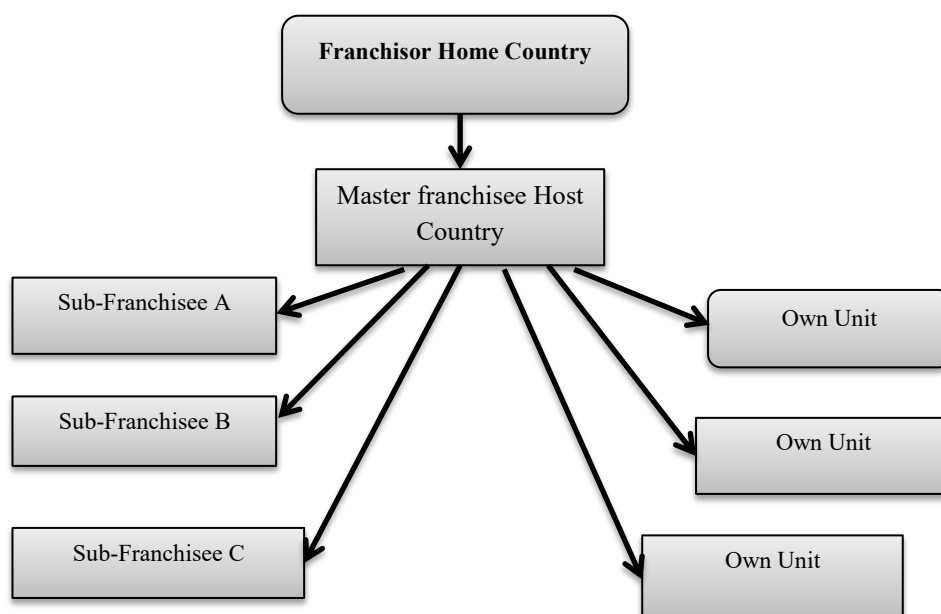 Franchisor Home Country
Master franchisee Host
Country
Sub-Franchisee A
Own Unit
Sub-Franchisee B
Own Unit
Sub-Franchisee C
Own Unit